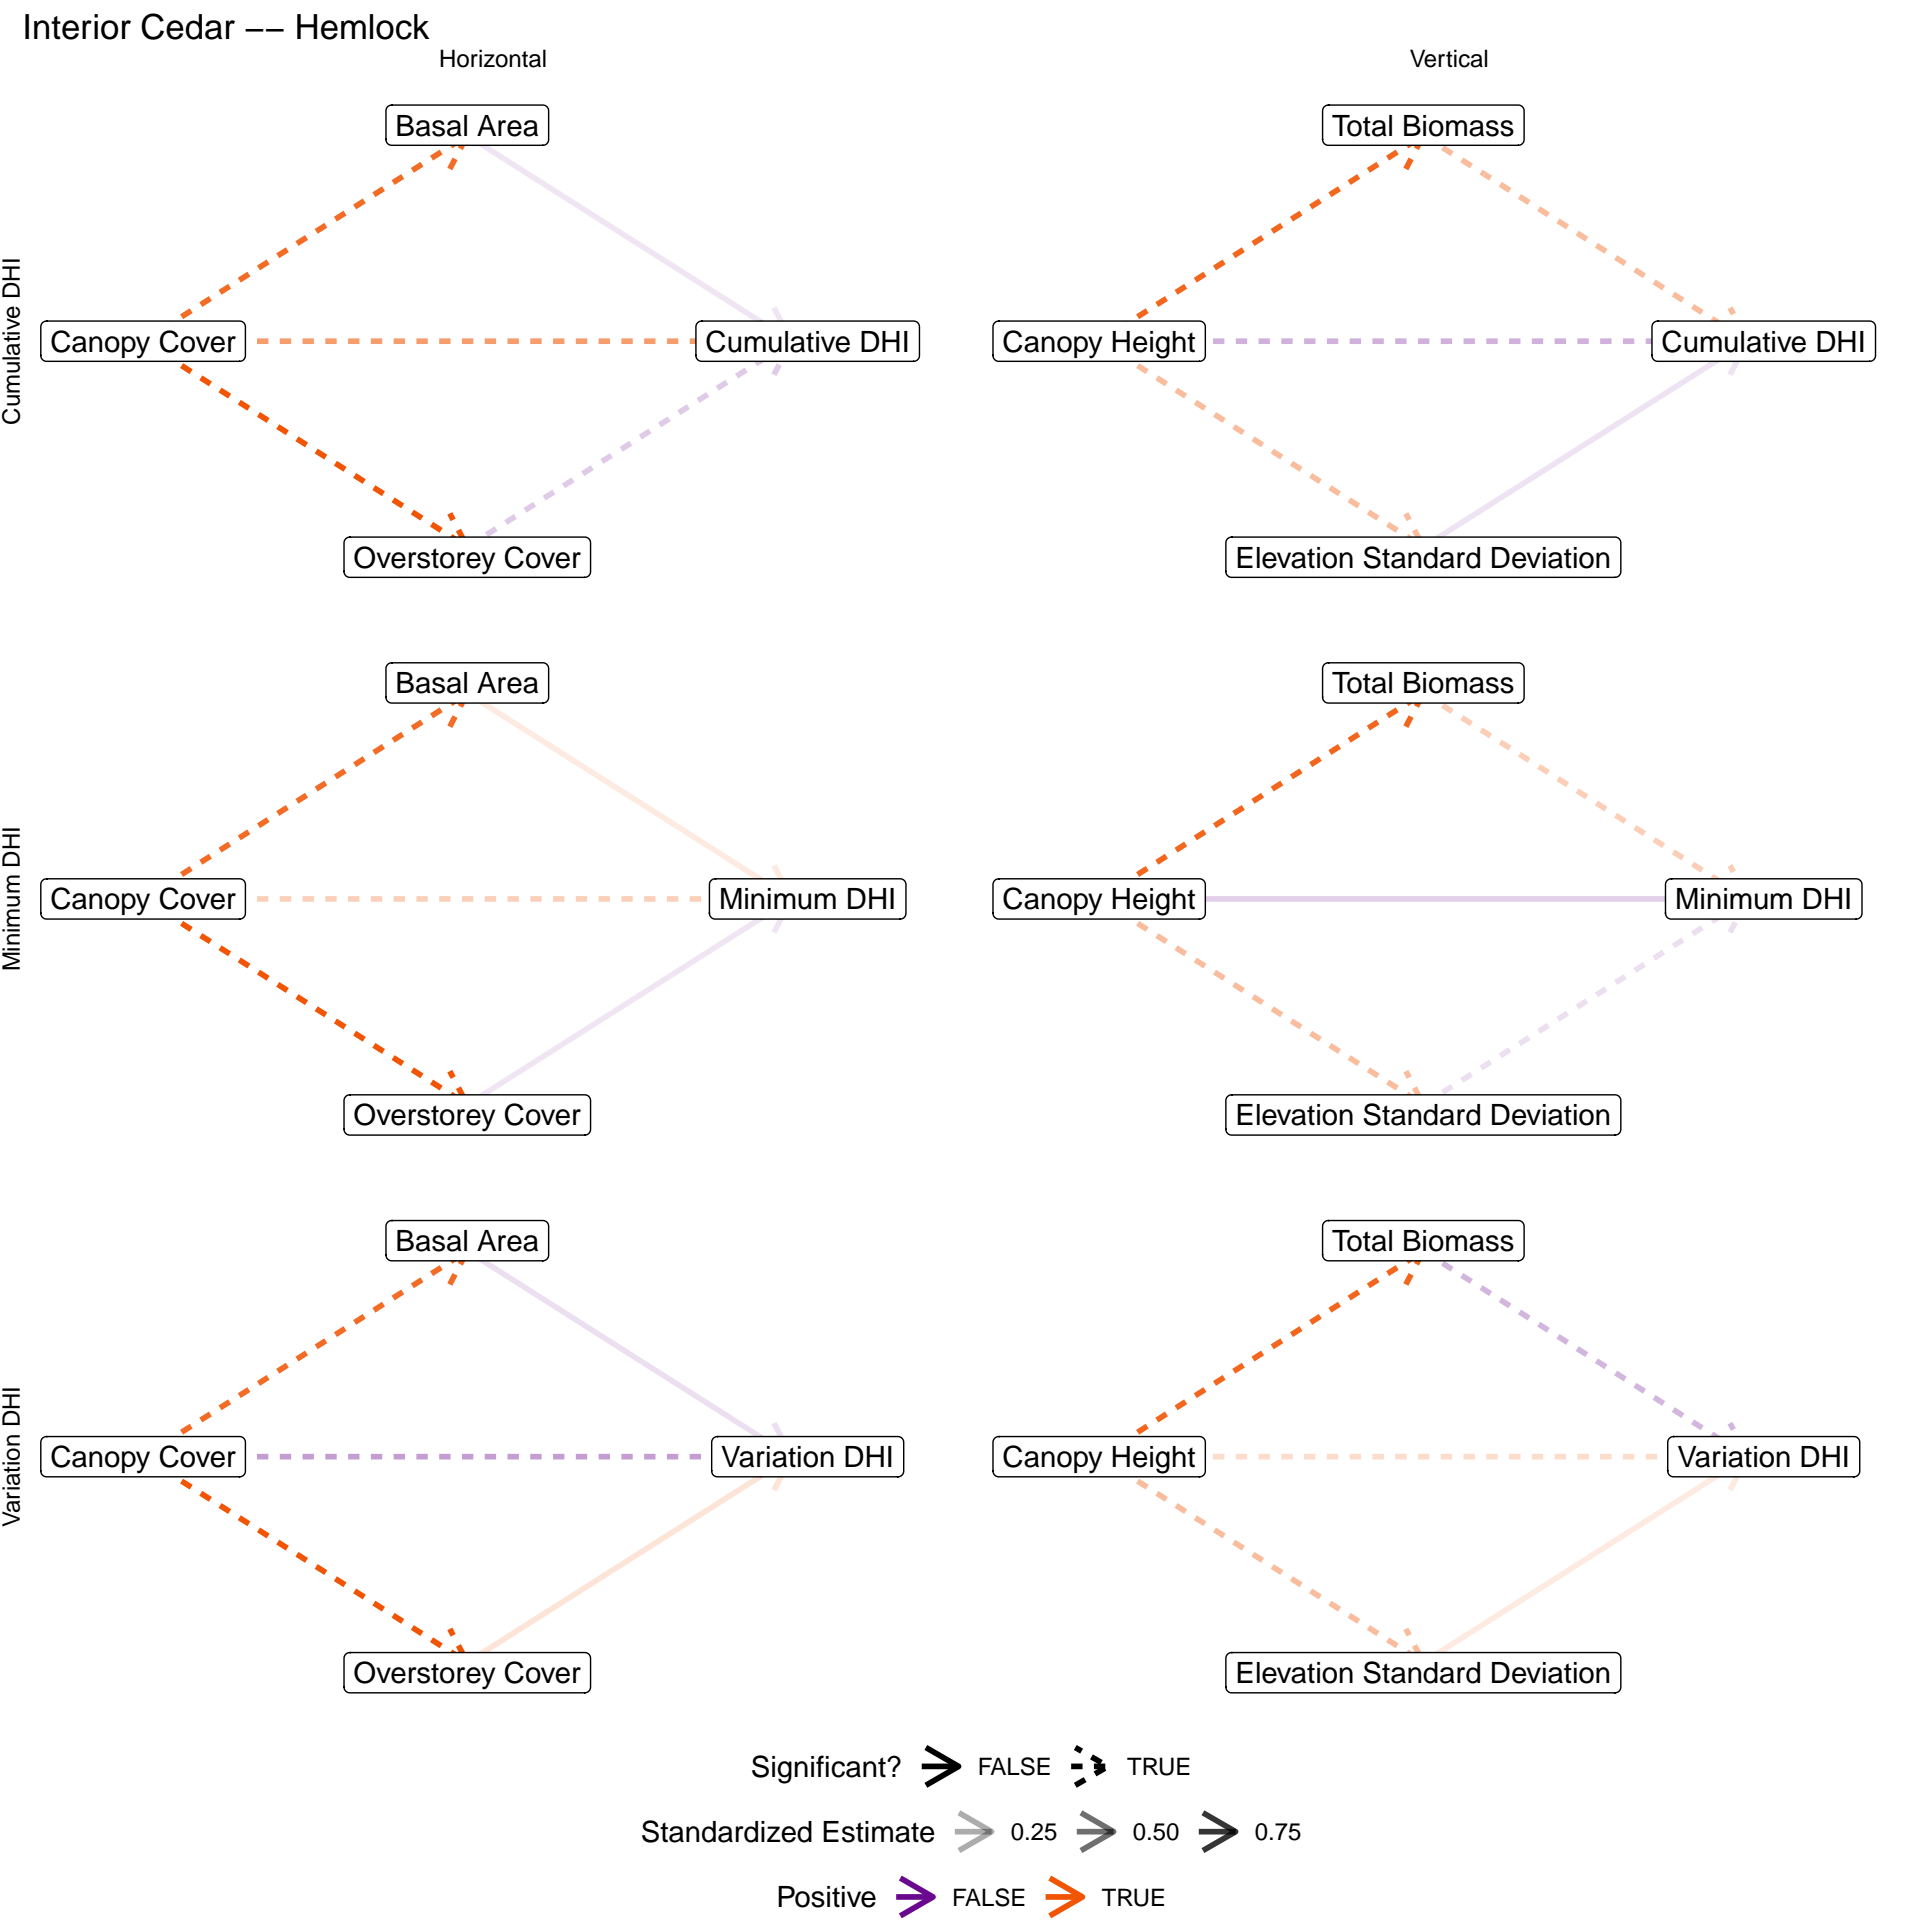 Interior Cedar −− Hemlock
Horizontal
Vertical
Cumulative DHI
Basal Area
Canopy Cover
Cumulative DHI
Overstorey Cover
Total Biomass
Canopy Height
Cumulative DHI
Elevation Standard Deviation
Minimum DHI
Basal Area
Canopy Cover
Minimum DHI
Overstorey Cover
Total Biomass
Canopy Height
Minimum DHI
Elevation Standard Deviation
Variation DHI
Basal Area
Canopy Cover
Variation DHI
Overstorey Cover
Total Biomass
Canopy Height
Variation DHI
Elevation Standard Deviation
Significant? FALSE TRUE
Standardized Estimate 0.25 0.50 0.75
Positive FALSE TRUE